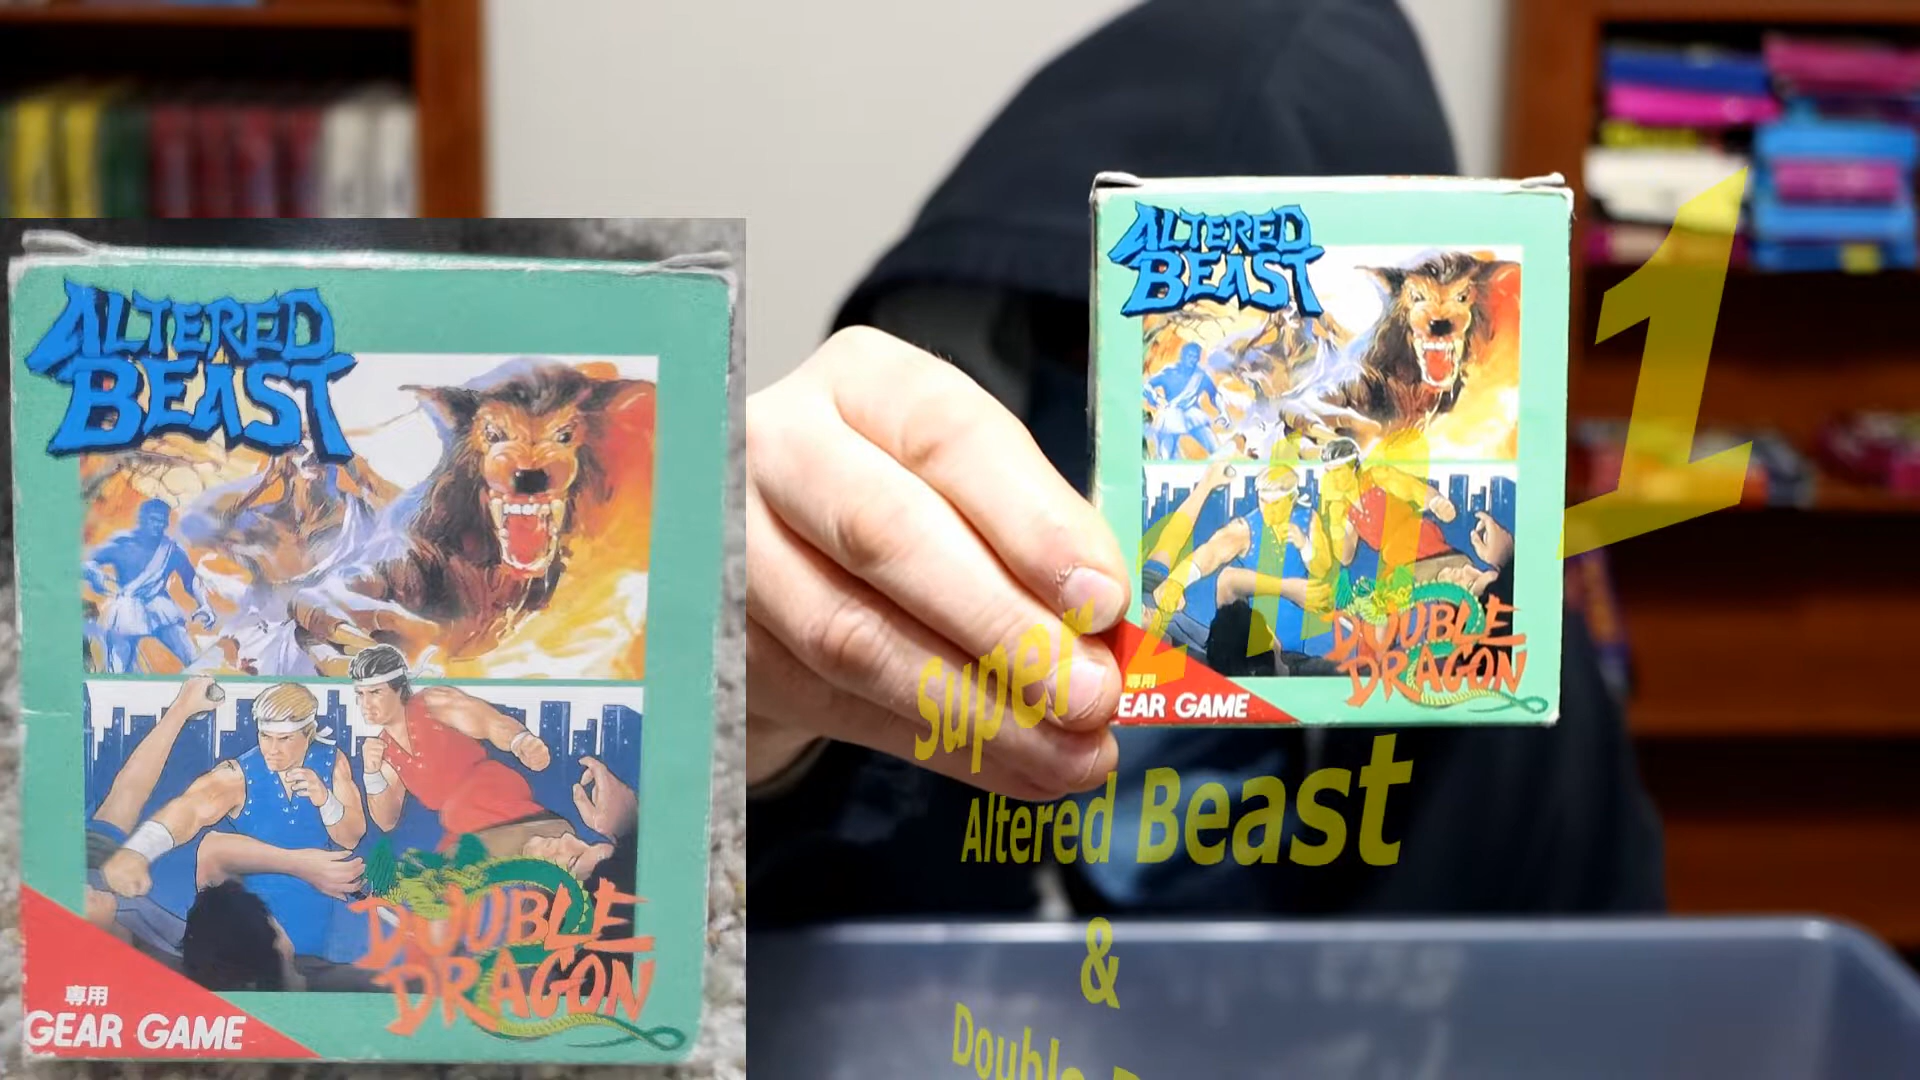 ALTERED
BEAST
DOUBLE
DRAGON
専用
GEAR GAME
ALTERED
BEAST
DOUBLE
DRAGON
専用
EAR GAME
Super 2 in 1
Altered Beast
&
Double